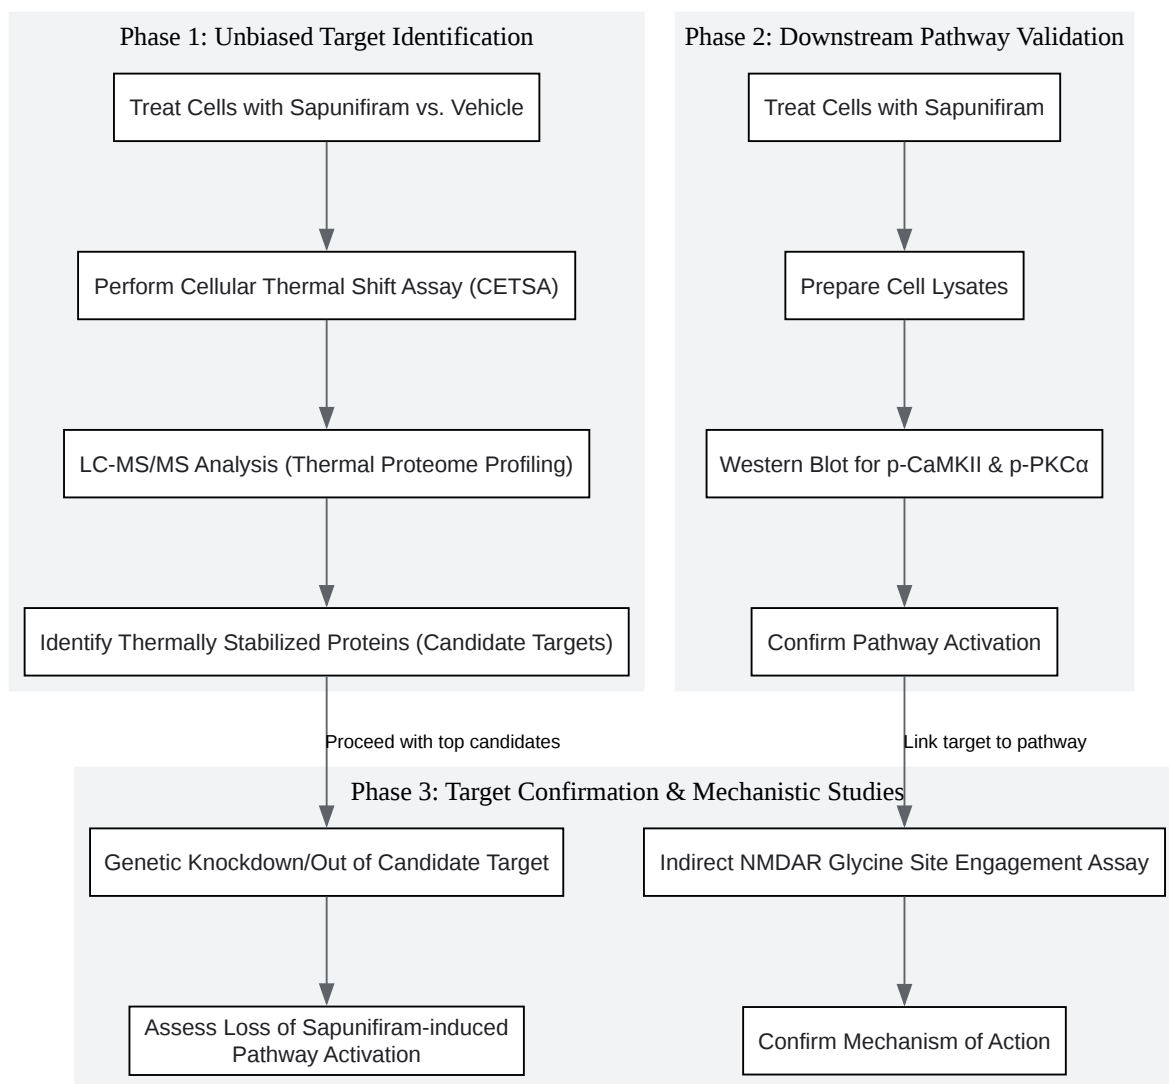 Phase 1: Unbiased Target Identification
Treat Cells with Sapunifiram vs. Vehicle
Perform Cellular Thermal Shift Assay (CETSA)
LC-MS/MS Analysis (Thermal Proteome Profiling)
Identify Thermally Stabilized Proteins (Candidate Targets)
Proceed with top candidates
Phase 2: Downstream Pathway Validation
Treat Cells with Sapunifiram
Prepare Cell Lysates
Western Blot for p-CaMKII & p-PKCα
Confirm Pathway Activation
Link target to pathway
Phase 3: Target Confirmation & Mechanistic Studies
Genetic Knockdown/Out of Candidate Target
Assess Loss of Sapunifiram-induced
Pathway Activation
Indirect NMDAR Glycine Site Engagement Assay
Confirm Mechanism of Action